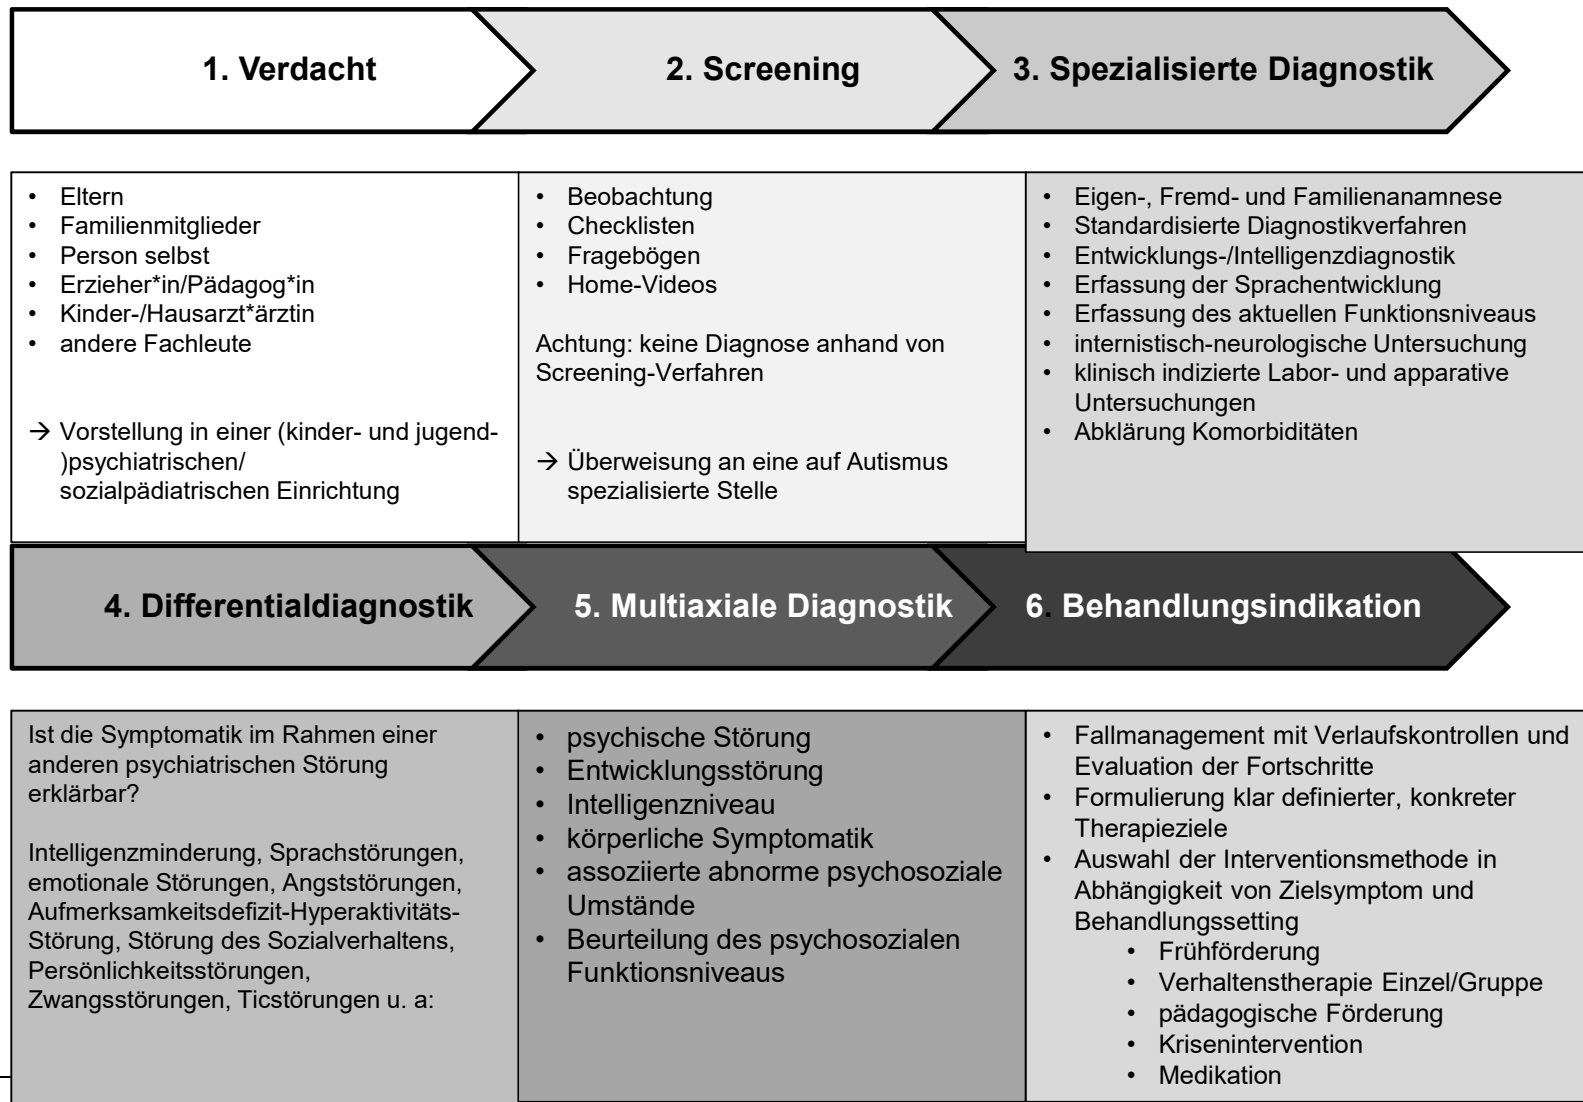 1. Verdacht
2. Screening
3. Spezialisierte Diagnostik
• Eltern
• Familienmitglieder
• Person selbst
• Erzieher*in/Pädagog*in
• Kinder-/Hausarzt*ärztin
• andere Fachleute
→ Vorstellung in einer (kinder- und jugend-
)psychiatrischen/
sozialpädiatrischen Einrichtung
• Beobachtung
• Checklisten
• Fragebögen
• Home-Videos
Achtung: keine Diagnose anhand von
Screening-Verfahren
→ Überweisung an eine auf Autismus
spezialisierte Stelle
• Eigen-, Fremd- und Familienanamnese
• Standardisierte Diagnostikverfahren
• Entwicklungs-/Intelligenzdiagnostik
• Erfassung der Sprachentwicklung
• Erfassung des aktuellen Funktionsniveaus
• internistisch-neurologische Untersuchung
• klinisch indizierte Labor- und apparative
Untersuchungen
• Abklärung Komorbiditäten
4. Differentialdiagnostik
5. Multiaxiale Diagnostik
6. Behandlungsindikation
Ist die Symptomatik im Rahmen einer
anderen psychiatrischen Störung
erklärbar?
Intelligenzminderung, Sprachstörungen,
emotionale Störungen, Angststörungen,
Aufmerksamkeitsdefizit-Hyperaktivitäts-
Störung, Störung des Sozialverhaltens,
Persönlichkeitsstörungen,
Zwangsstörungen, Ticstörungen u. a:
• psychische Störung
• Entwicklungsstörung
• Intelligenzniveau
• körperliche Symptomatik
• assoziierte abnorme psychosoziale
Umstände
• Beurteilung des psychosozialen
Funktionsniveaus
• Fallmanagement mit Verlaufskontrollen und
Evaluation der Fortschritte
• Formulierung klar definierter, konkreter
Therapieziele
• Auswahl der Interventionsmethode in
Abhängigkeit von Zielsymptom und
Behandlungssetting
• Frühförderung
• Verhaltenstherapie Einzel/Gruppe
• pädagogische Förderung
• Krisenintervention
• Medikation